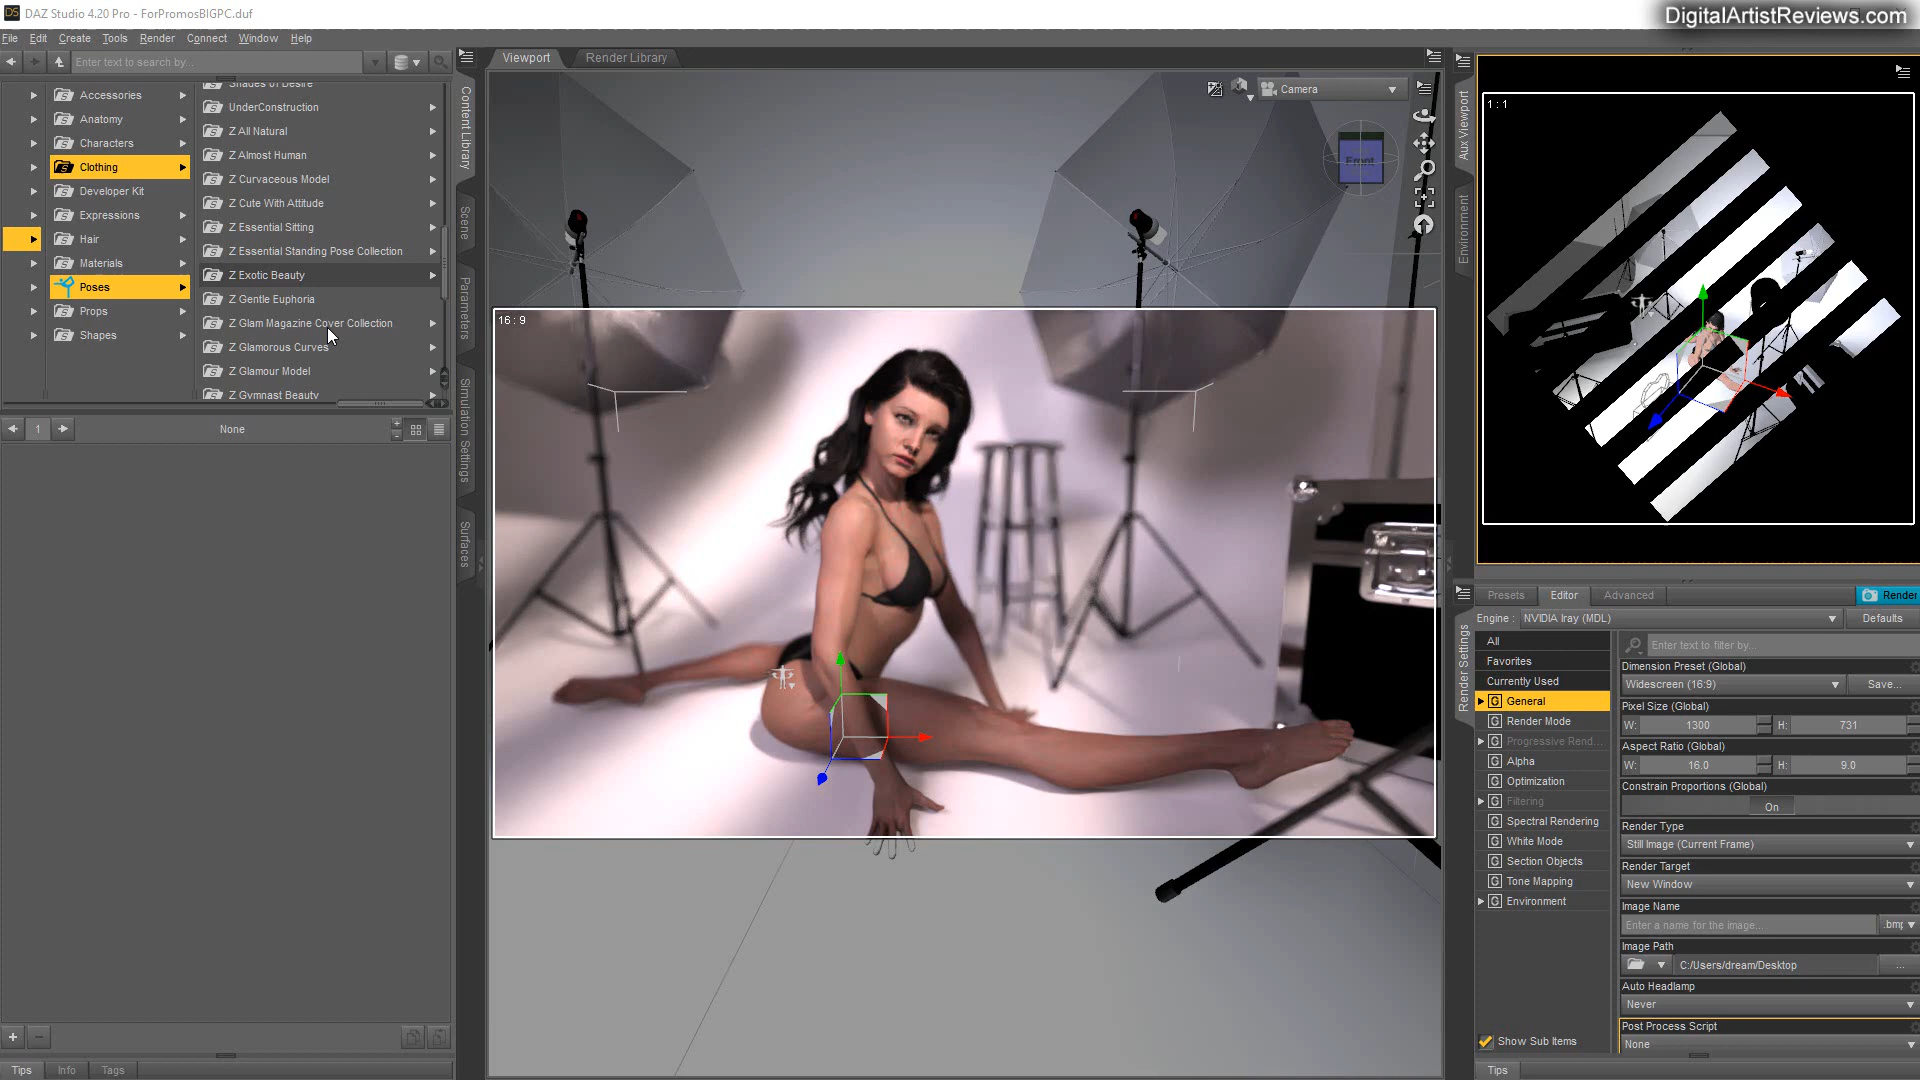 DS DAZ Studio 4.20 Pro - ForPromosBIGPC.duf
DigitalArtistReviews.com
File Edit Create Tools Render Connect Window Help
Enter text to search by...
Viewport Render Library
Content Library
Scene
Parameters
Simulation Settings
Surfaces
Accessories
Anatomy
Characters
Clothing
Developer Kit
Expressions
Hair
Materials
Poses
Props
Shapes
Shades of Desire
UnderConstruction
Z All Natural
Z Almost Human
Z Curvaceous Model
Z Cute With Attitude
Z Essential Sitting
Z Essential Standing Pose Collection
Z Exotic Beauty
Z Gentle Euphoria
Z Glam Magazine Cover Collection
Z Glamorous Curves
Z Glamour Model
Z Gymnast Beauty
1 None
Tips Info Tags
Camera
Front
16 : 9
Aux Viewport
Environment
1 : 1
Render Settings
Presets Editor Advanced Render
Engine : NVIDIA Iray (MDL) Defaults
All
Favorites
Currently Used
G General
G Render Mode
G Progressive Rend...
G Alpha
G Optimization
G Filtering
G Spectral Rendering
G White Mode
G Section Objects
G Tone Mapping
G Environment
Show Sub Items
Enter text to filter by...
Dimension Preset (Global)
Widescreen (16:9) Save...
Pixel Size (Global)
W: 1300 H: 731
Aspect Ratio (Global)
W: 16.0 H: 9.0
Constrain Proportions (Global)
On
Render Type
Still Image (Current Frame)
Render Target
New Window
Image Name
Enter a name for the image... .bmp
Image Path
C:/Users/dream/Desktop ...
Auto Headlamp
Never
Post Process Script
None
Tips